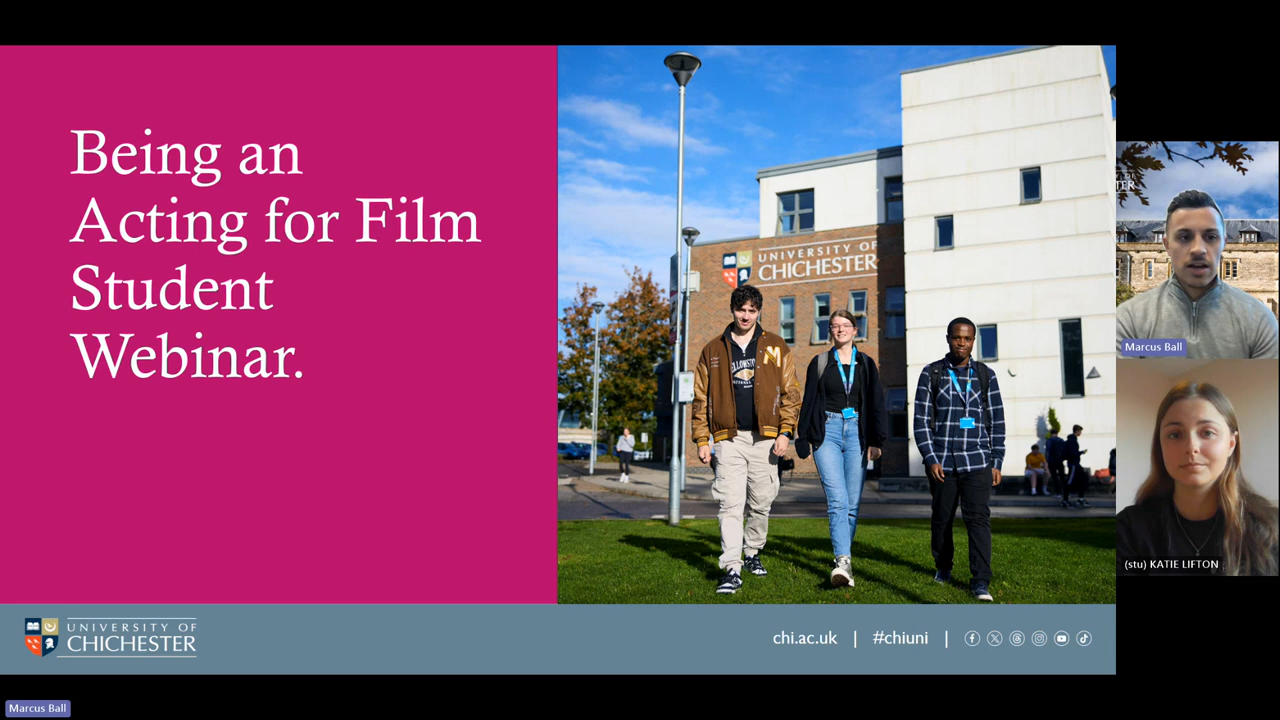 Being an
Acting for Film
Student
Webinar.
UNIVERSITY OF
CHICHESTER
M
UNIVERSITY OF
CHICHESTER
chi.ac.uk | #chiuni |
Marcus Ball
(stu) KATIE LIFTON
Marcus Ball